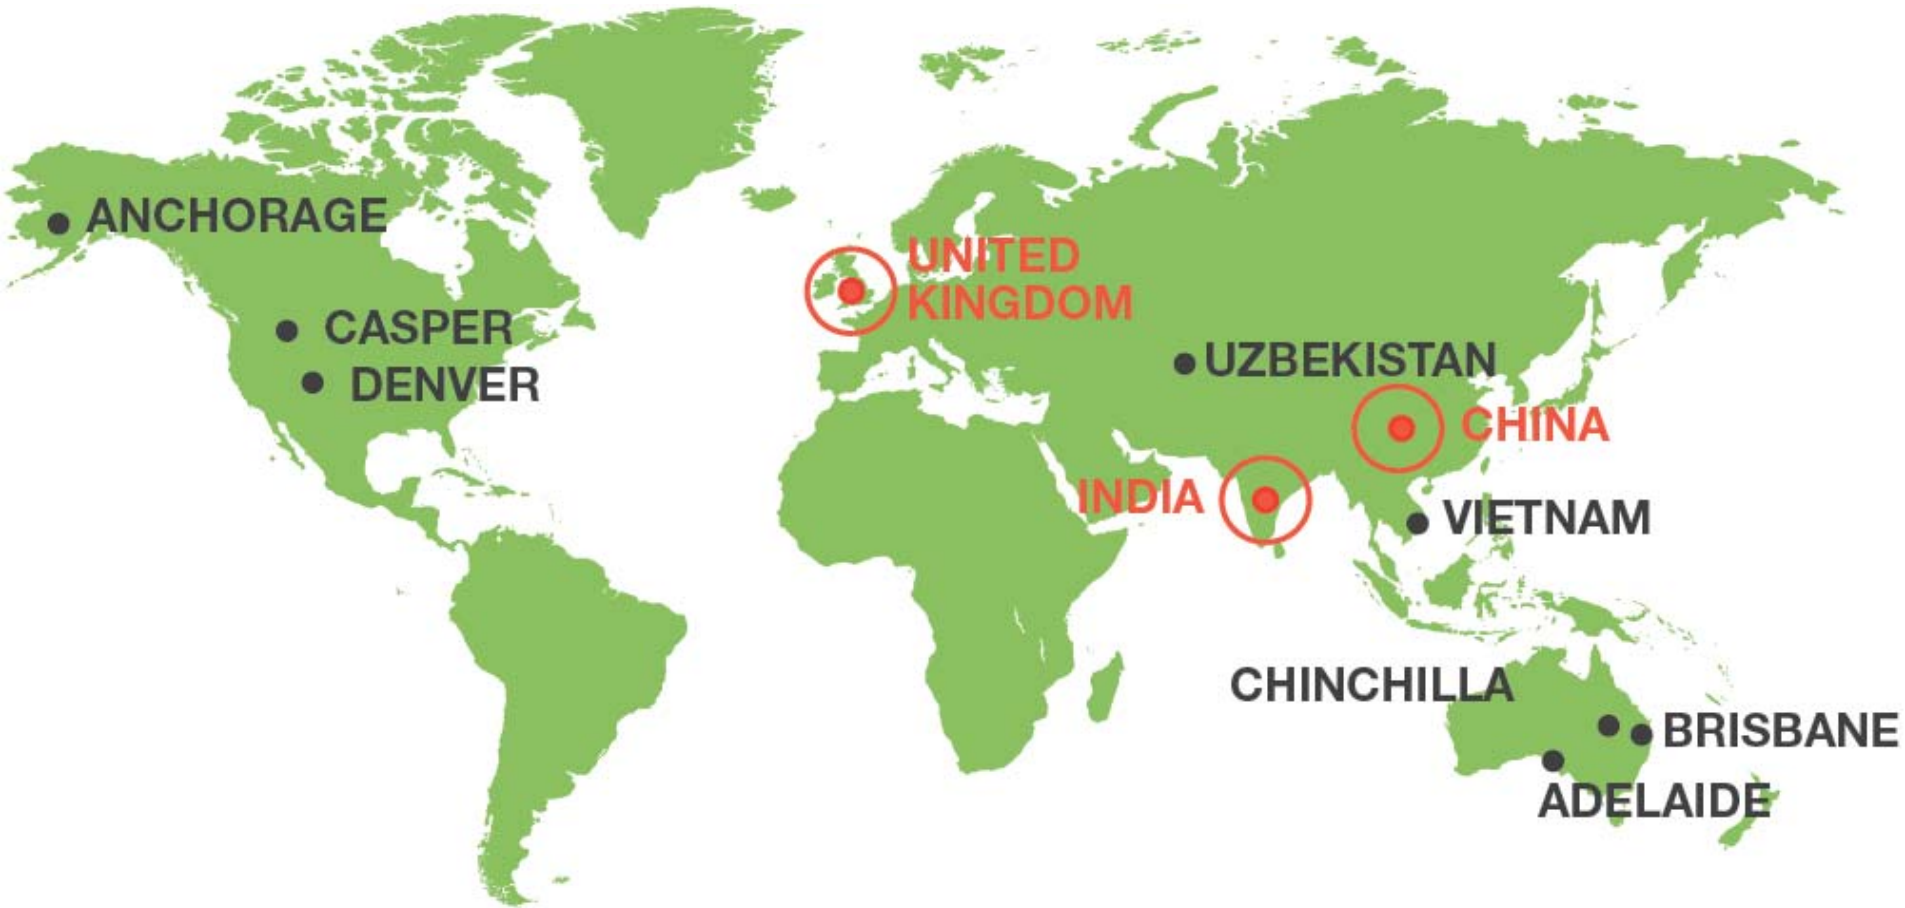 ANCHORAGE
UNITED
KINGDOM
CASPER
UZBEKISTAN
DENVER
CHINA
INDIA
VIETNAM
CHINCHILLA
BRISBANE
ADELAIDE